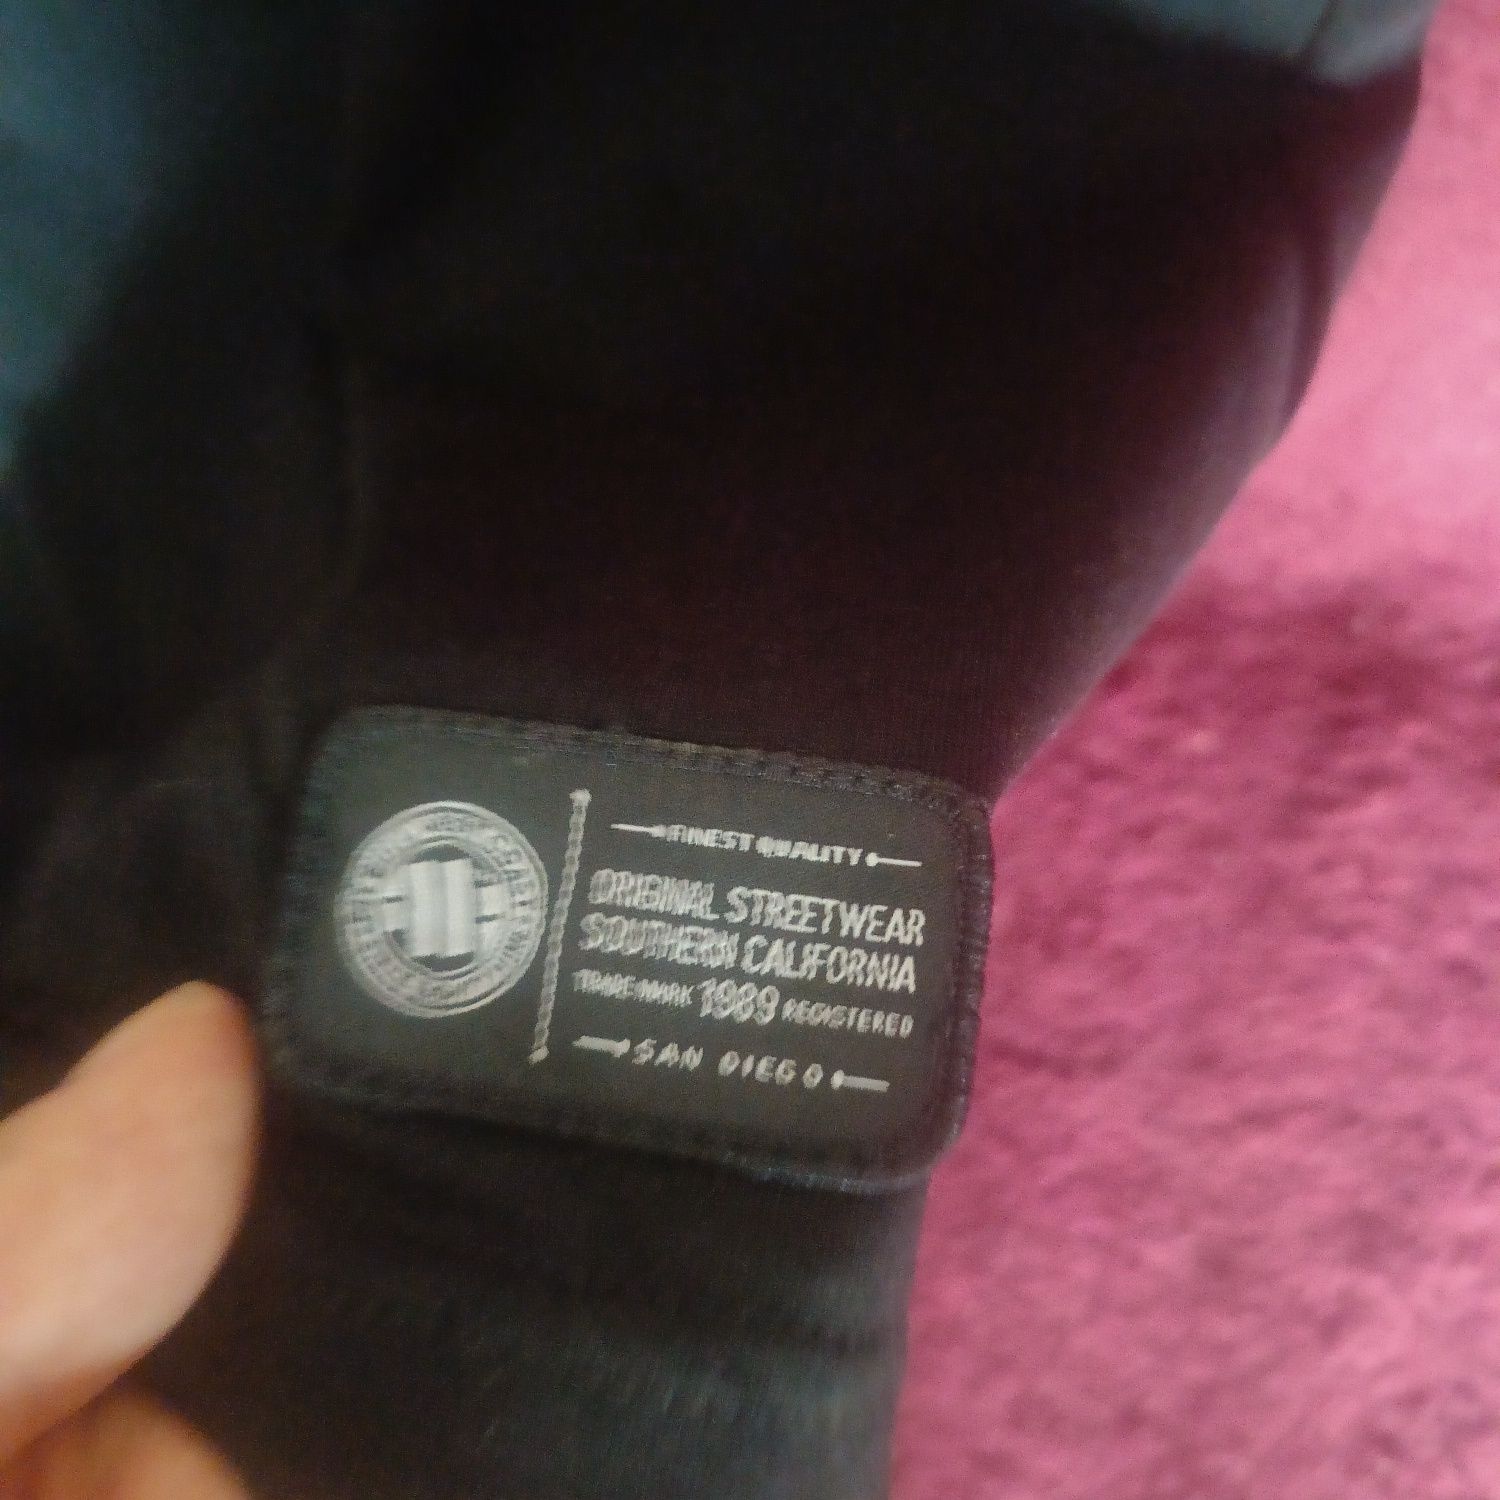 FINEST QUALITY
ORIGINAL STREETWEAR
SOUTHERN CALIFORNIA
TRADE MARK 1989 REGISTERED
SAN DIEGO